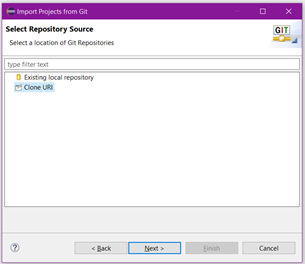 Import Projects from Git
Select Repository Source
Select a location of Git Repositories
GIT
type filter text
Existing local repository
Clone URI
?
< Back
Next >
Finish
Cancel